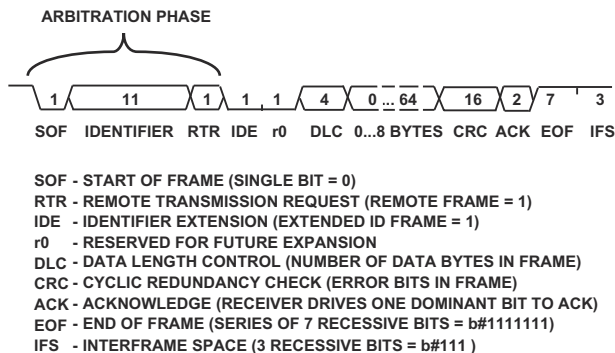 ARBITRATION PHASE
1 11 1 1 1 4 0 ... 64 16 2 7 3
SOF IDENTIFIER RTR IDE r0 DLC 0...8 BYTES CRC ACK EOF IFS
SOF - START OF FRAME (SINGLE BIT = 0)
RTR - REMOTE TRANSMISSION REQUEST (REMOTE FRAME = 1)
IDE - IDENTIFIER EXTENSION (EXTENDED ID FRAME = 1)
r0 - RESERVED FOR FUTURE EXPANSION
DLC - DATA LENGTH CONTROL (NUMBER OF DATA BYTES IN FRAME)
CRC - CYCLIC REDUNDANCY CHECK (ERROR BITS IN FRAME)
ACK - ACKNOWLEDGE (RECEIVER DRIVES ONE DOMINANT BIT TO ACK)
EOF - END OF FRAME (SERIES OF 7 RECESSIVE BITS = b#1111111)
IFS - INTERFRAME SPACE (3 RECESSIVE BITS = b#111 )